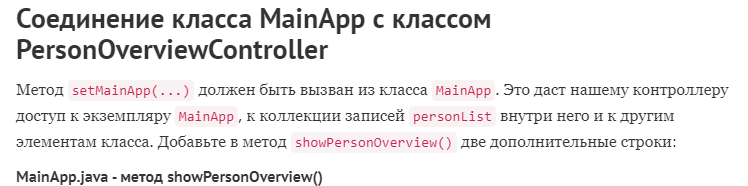 Соединение класса MainApp с классом
PersonOverviewController
Метод setMainApp(...) должен быть вызван из класса MainApp. Это даст нашему контроллеру
доступ к экземпляру MainApp, к коллекции записей personList внутри него и к другим
элементам класса. Добавьте в метод showPersonOverview() две дополнительные строки:
MainApp.java - метод showPersonOverview()